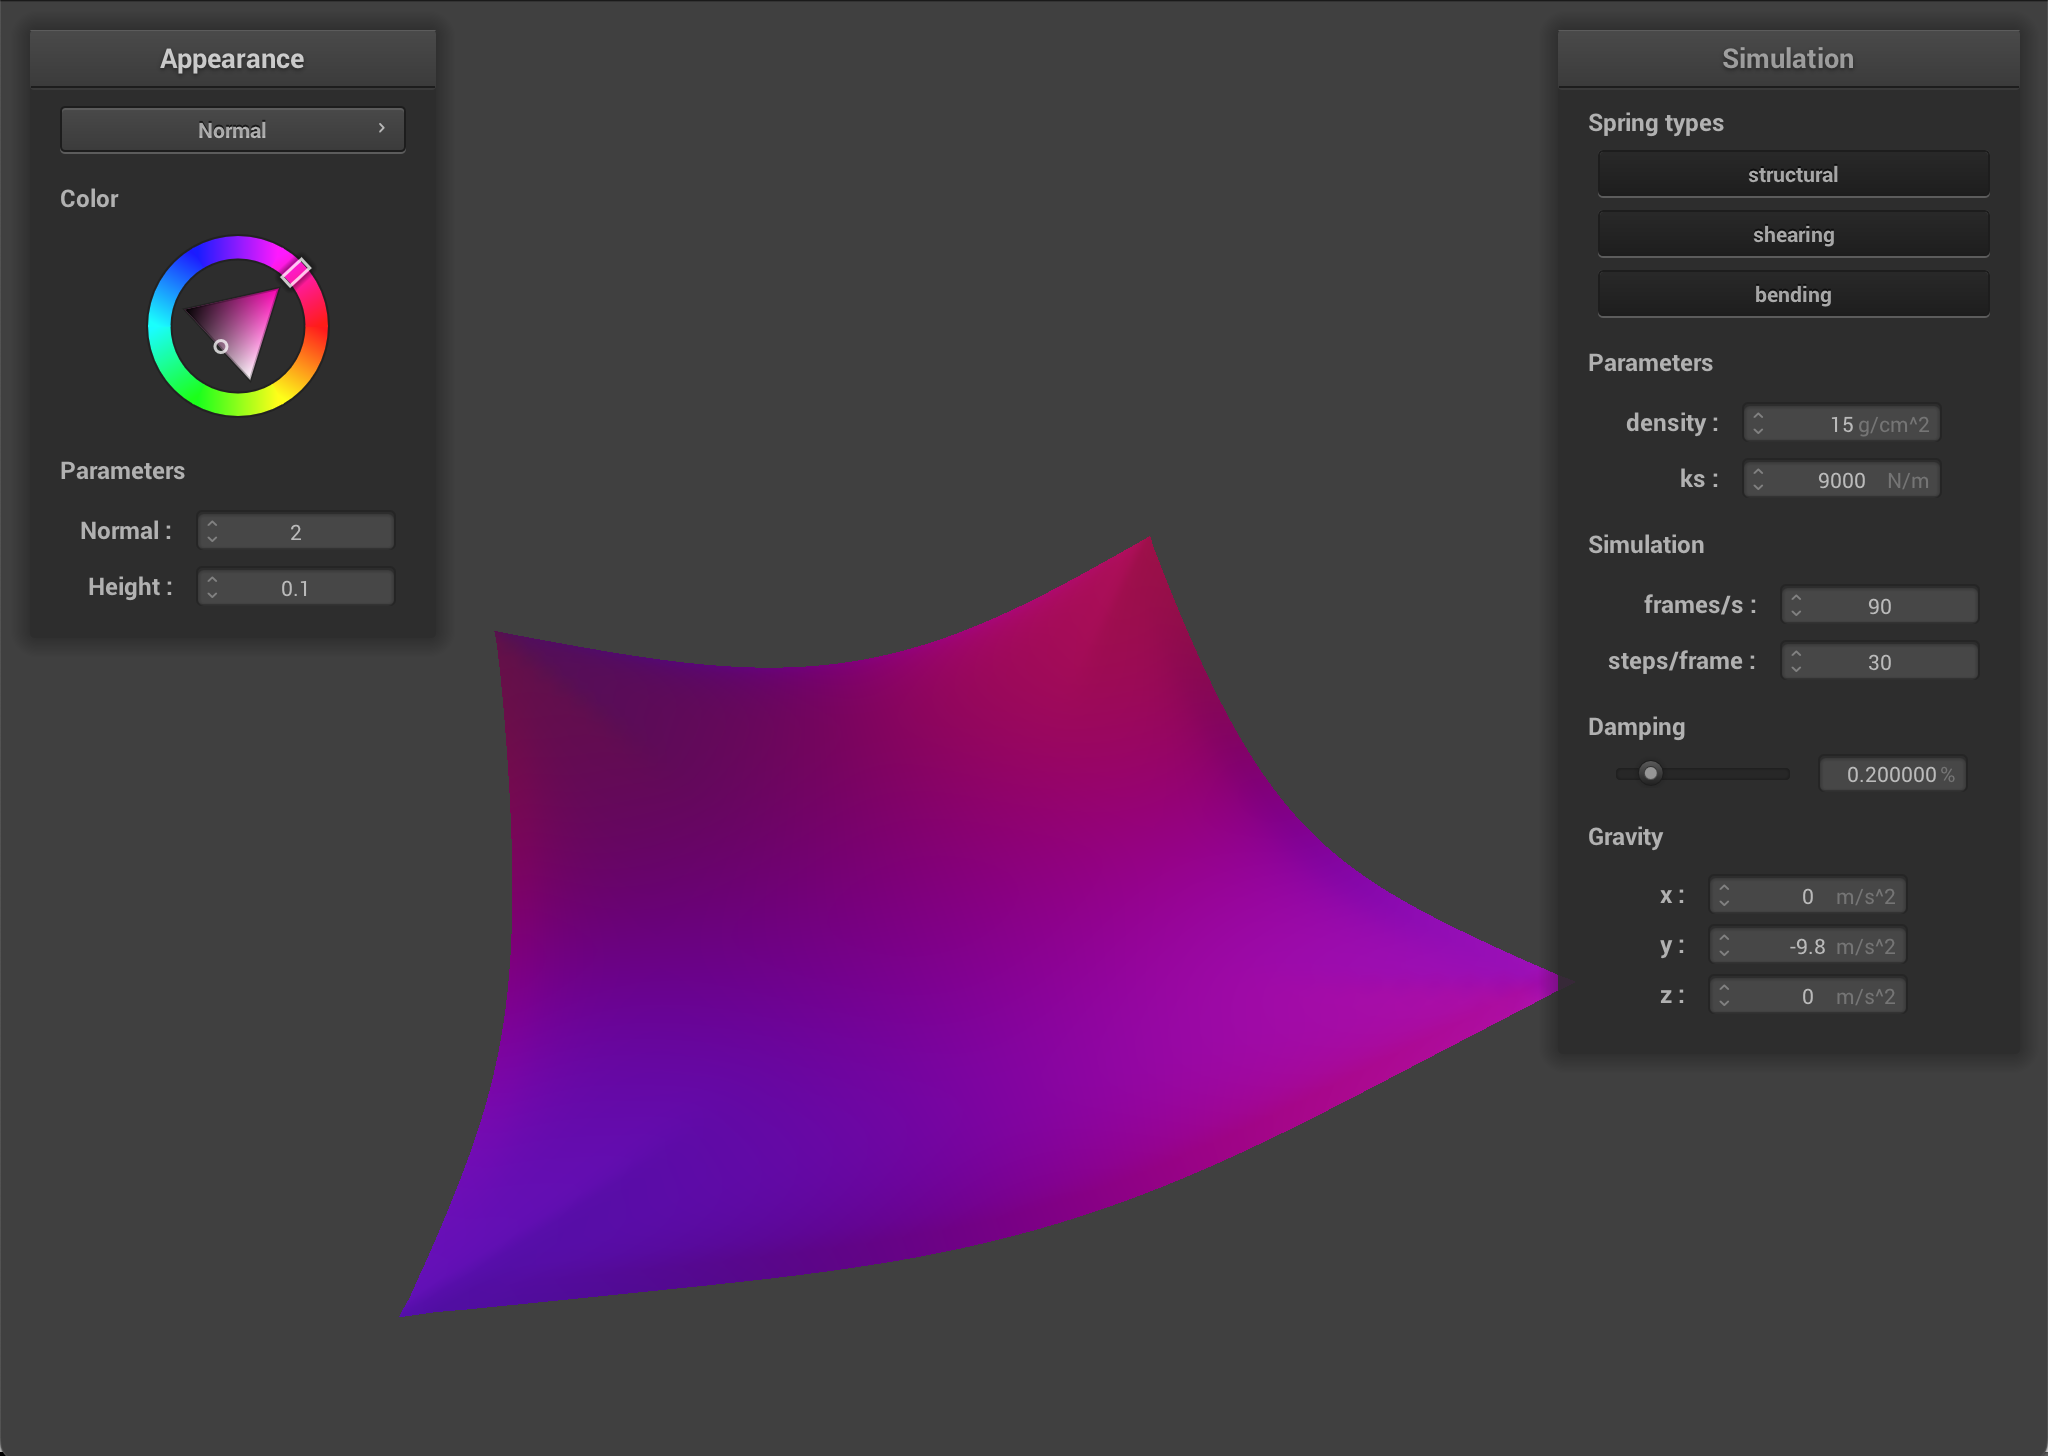 Appearance
Normal
Color
Parameters
Normal : 2
Height : 0.1
Simulation
Spring types
structural
shearing
bending
Parameters
density : 15 g/cm^2
ks : 9000 N/m
Simulation
frames/s : 90
steps/frame : 30
Damping
0.200000 %
Gravity
x : 0 m/s^2
y : -9.8 m/s^2
z : 0 m/s^2